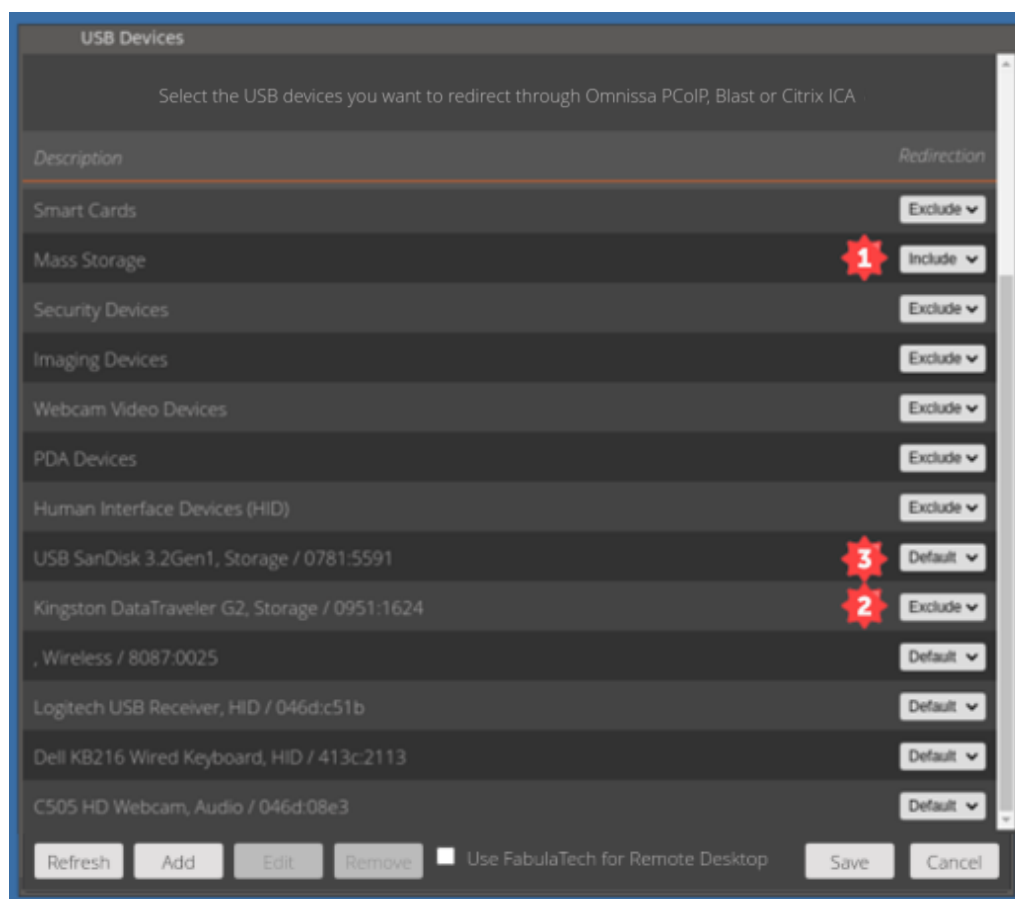 USB Devices
Select the USB devices you want to redirect through Omnissa PCoIP, Blast or Citrix ICA
Description Redirection
Smart Cards Exclude
Mass Storage 1 Include
Security Devices Exclude
Imaging Devices Exclude
Webcam Video Devices Exclude
PDA Devices Exclude
Human Interface Devices (HID) Exclude
USB SanDisk 3.2Gen1, Storage / 0781:5591 3 Default
Kingston DataTraveler G2, Storage / 0951:1624 2 Exclude
, Wireless / 8087:0025 Default
Logitech USB Receiver, HID / 046d:c51b Default
Dell KB216 Wired Keyboard, HID / 413c:2113 Default
C505 HD Webcam, Audio / 046d:08e3 Default
Refresh Add Edit Remove Use FabulaTech for Remote Desktop Save Cancel